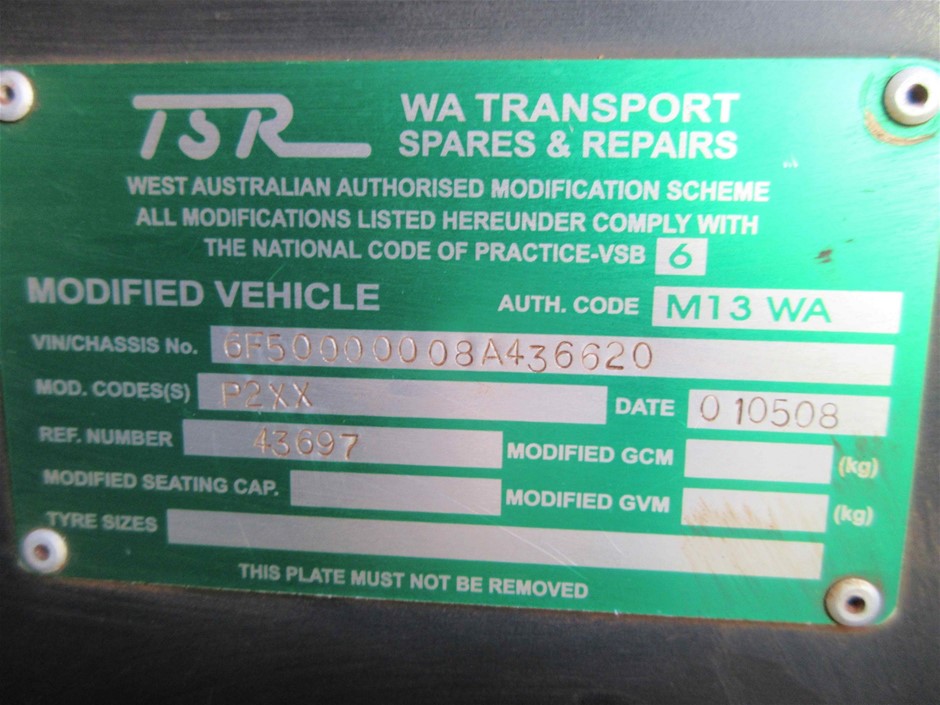 TSR WA TRANSPORT
SPARES & REPAIRS
WEST AUSTRALIAN AUTHORISED MODIFICATION SCHEME
ALL MODIFICATIONS LISTED HEREUNDER COMPLY WITH
THE NATIONAL CODE OF PRACTICE-VSB 6
MODIFIED VEHICLE AUTH. CODE M13 WA
VIN/CHASSIS No. 6F50000008A436620
MOD. CODES(S) P2XX DATE 010508
REF. NUMBER 43697 MODIFIED GCM (kg)
MODIFIED SEATING CAP. MODIFIED GVM (kg)
TYRE SIZES
THIS PLATE MUST NOT BE REMOVED